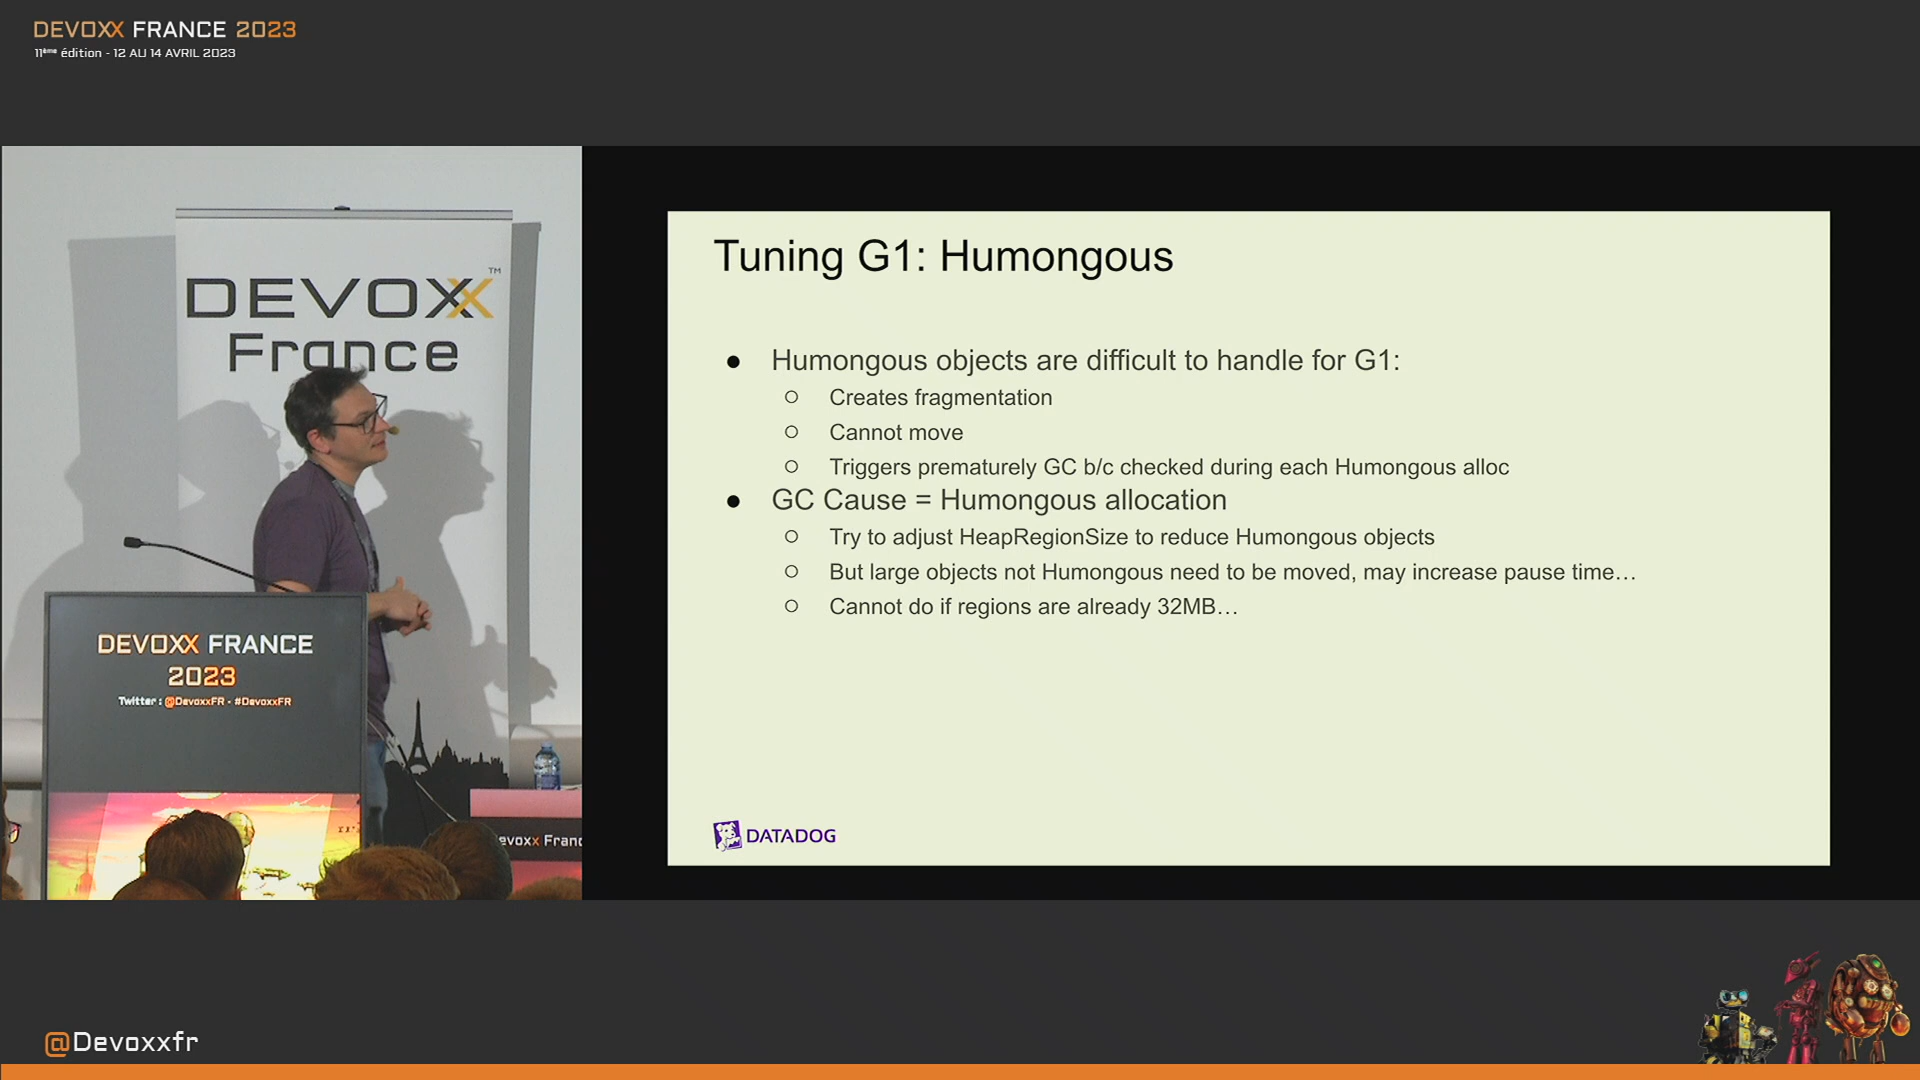 DEVOXX FRANCE 2023
11ème édition - 12 AU 14 AVRIL 2023
DEVOXX™
France
DEVOXX FRANCE
2023
Twitter : @DevoxxFR - #DevoxxFR
evoxx Franc
Tuning G1: Humongous
● Humongous objects are difficult to handle for G1:
○ Creates fragmentation
○ Cannot move
○ Triggers prematurely GC b/c checked during each Humongous alloc
● GC Cause = Humongous allocation
○ Try to adjust HeapRegionSize to reduce Humongous objects
○ But large objects not Humongous need to be moved, may increase pause time…
○ Cannot do if regions are already 32MB…
DATADOG
@Devoxxfr